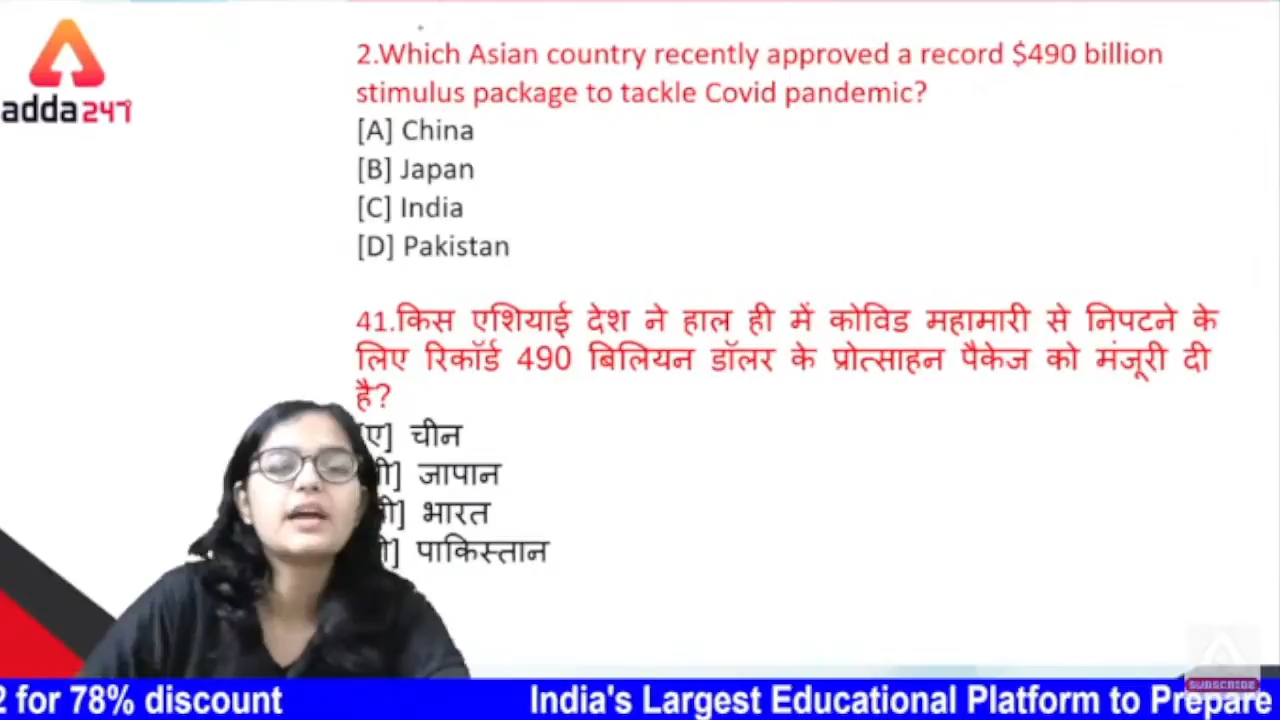 adda247
2.Which Asian country recently approved a record $490 billion
stimulus package to tackle Covid pandemic?
[A] China
[B] Japan
[C] India
[D] Pakistan
41.किस एशियाई देश ने हाल ही में कोविड महामारी से निपटने के
लिए रिकॉर्ड 490 बिलियन डॉलर के प्रोत्साहन पैकेज को मंजूरी दी
है?
ए] चीन
जापान
भारत
पाकिस्तान
SUBSCRIBE
2 for 78% discount India's Largest Educational Platform to Prepare